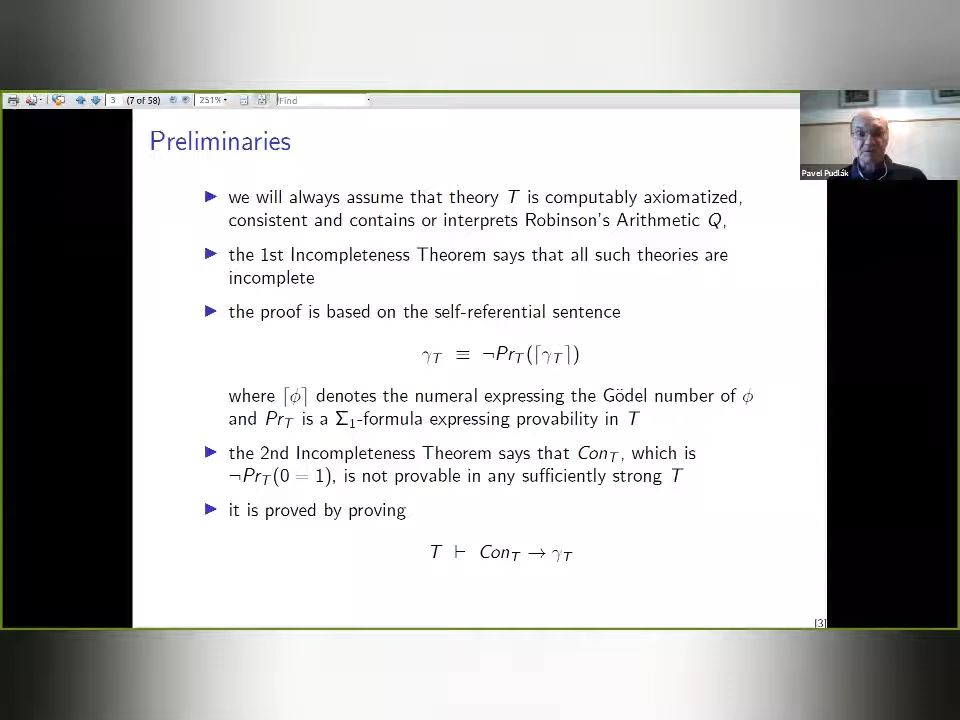 3 (7 of 58) 251% Find
Preliminaries
▶ we will always assume that theory T is computably axiomatized,
consistent and contains or interprets Robinson's Arithmetic Q,
▶ the 1st Incompleteness Theorem says that all such theories are
incomplete
▶ the proof is based on the self-referential sentence
γ_T ≡ ¬Pr_T(⌈γ_T⌉)
where ⌈ϕ⌉ denotes the numeral expressing the Gödel number of ϕ
and Pr_T is a Σ₁-formula expressing provability in T
▶ the 2nd Incompleteness Theorem says that Con_T, which is
¬Pr_T(0 = 1), is not provable in any sufficiently strong T
▶ it is proved by proving
T ⊢ Con_T → γ_T
[3]
Pavel Pudlák